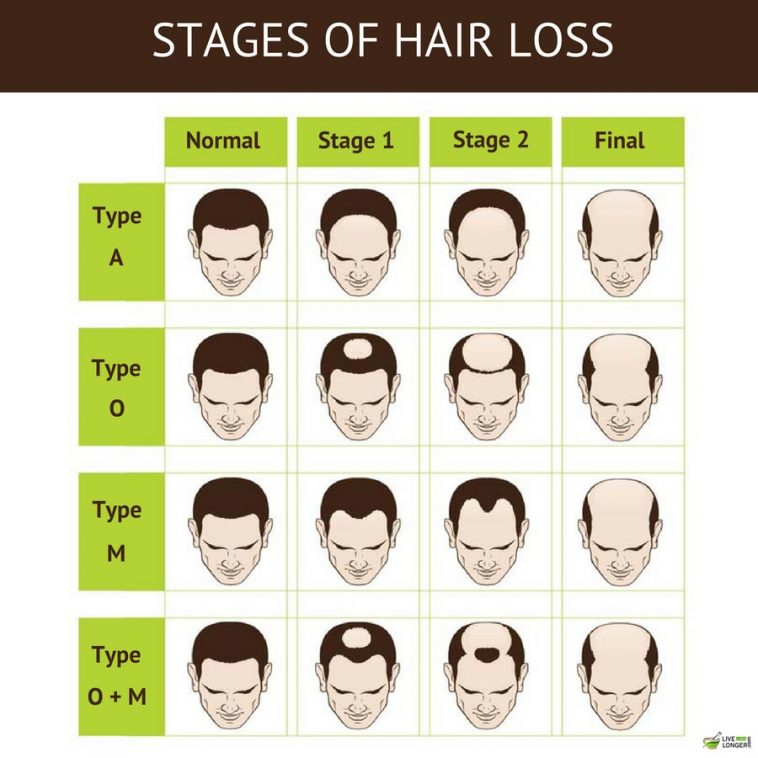 STAGES OF HAIR LOSS
Normal Stage 1 Stage 2 Final
Type
A
Type
O
Type
M
Type
O + M
LIVE
LONGER